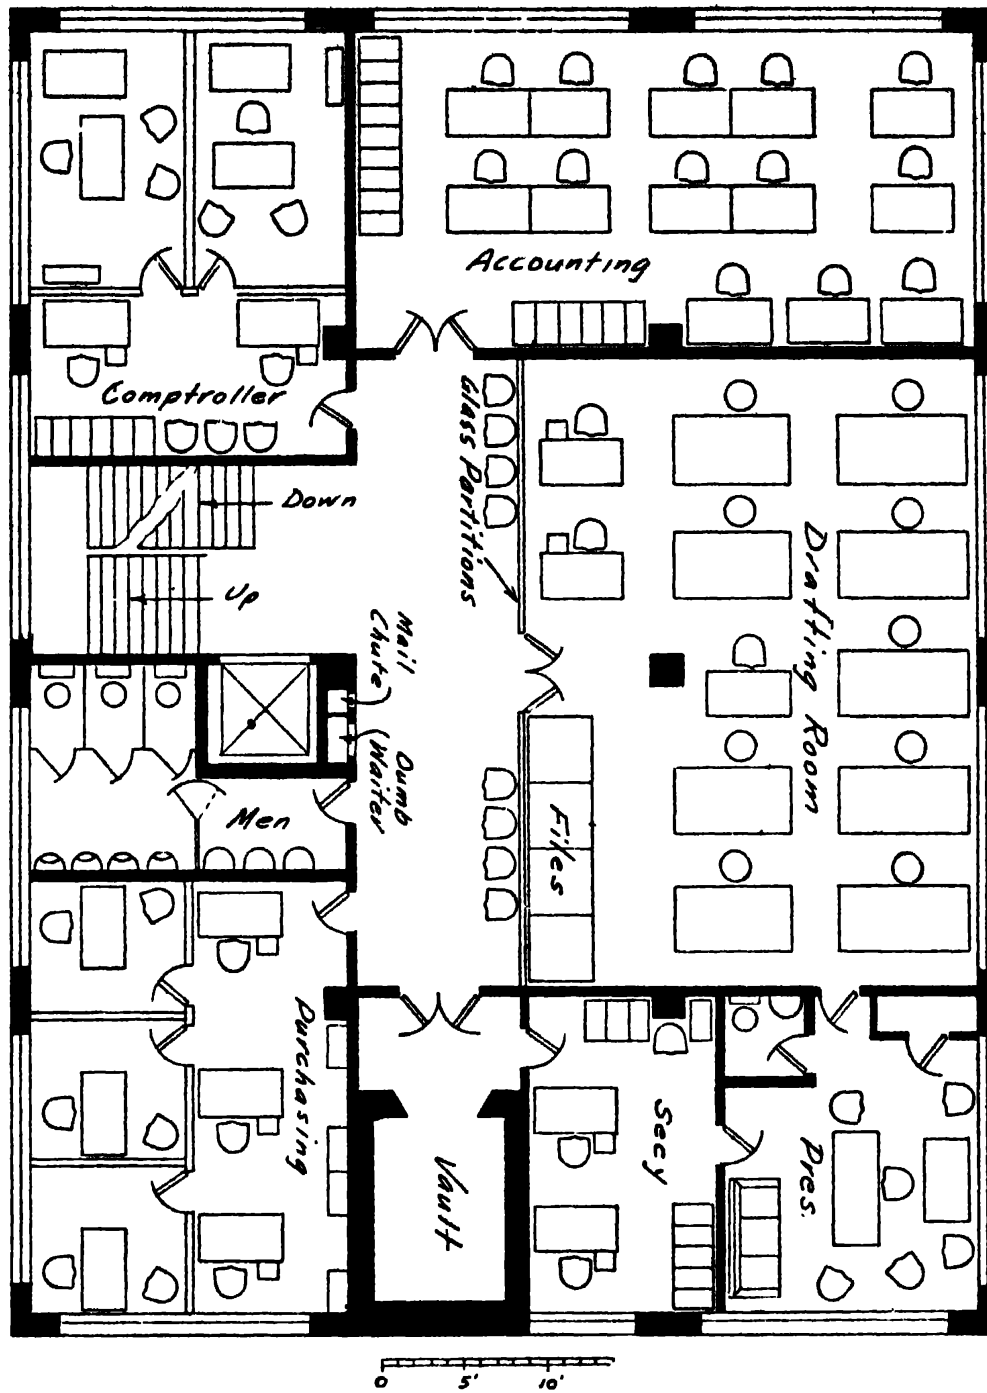 Accounting
Comptroller
Glass Partitions
Down
Up
Mail
Chute
Dumb
Waiter
Drafting Room
Men
Files
Purchasing
Vault
Secy
Pres.
0 5' 10'